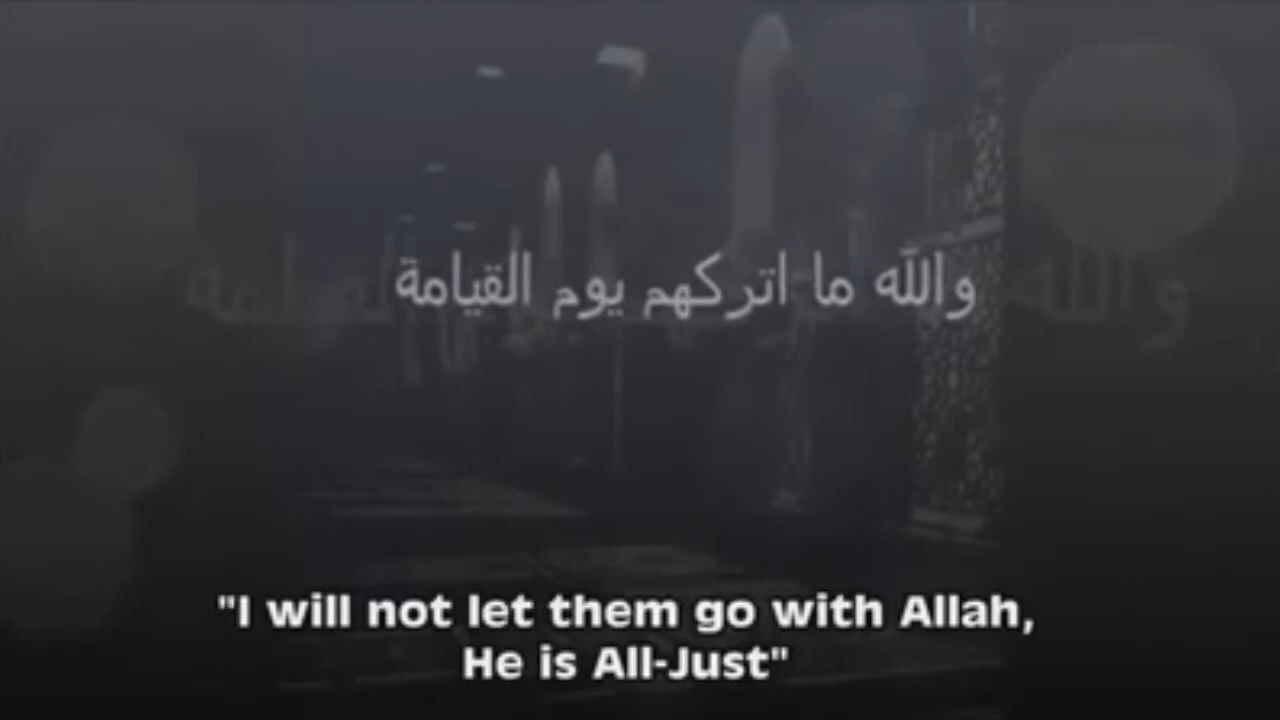 والله ما اتركهم يوم القيامة
"I will not let them go with Allah,
He is All-Just"